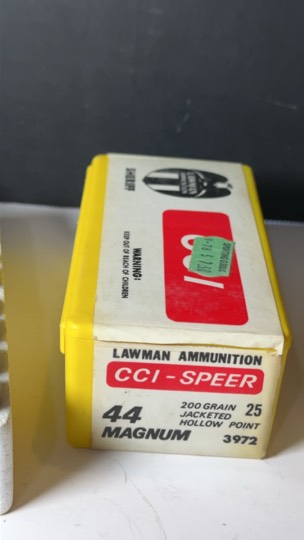 SHERIFF
WARNING:
KEEP OUT OF REACH OF CHILDREN
LAWMAN AMMUNITION
CCI-SPEER
44
MAGNUM
200 GRAIN
JACKETED
HOLLOW POINT
25
3972